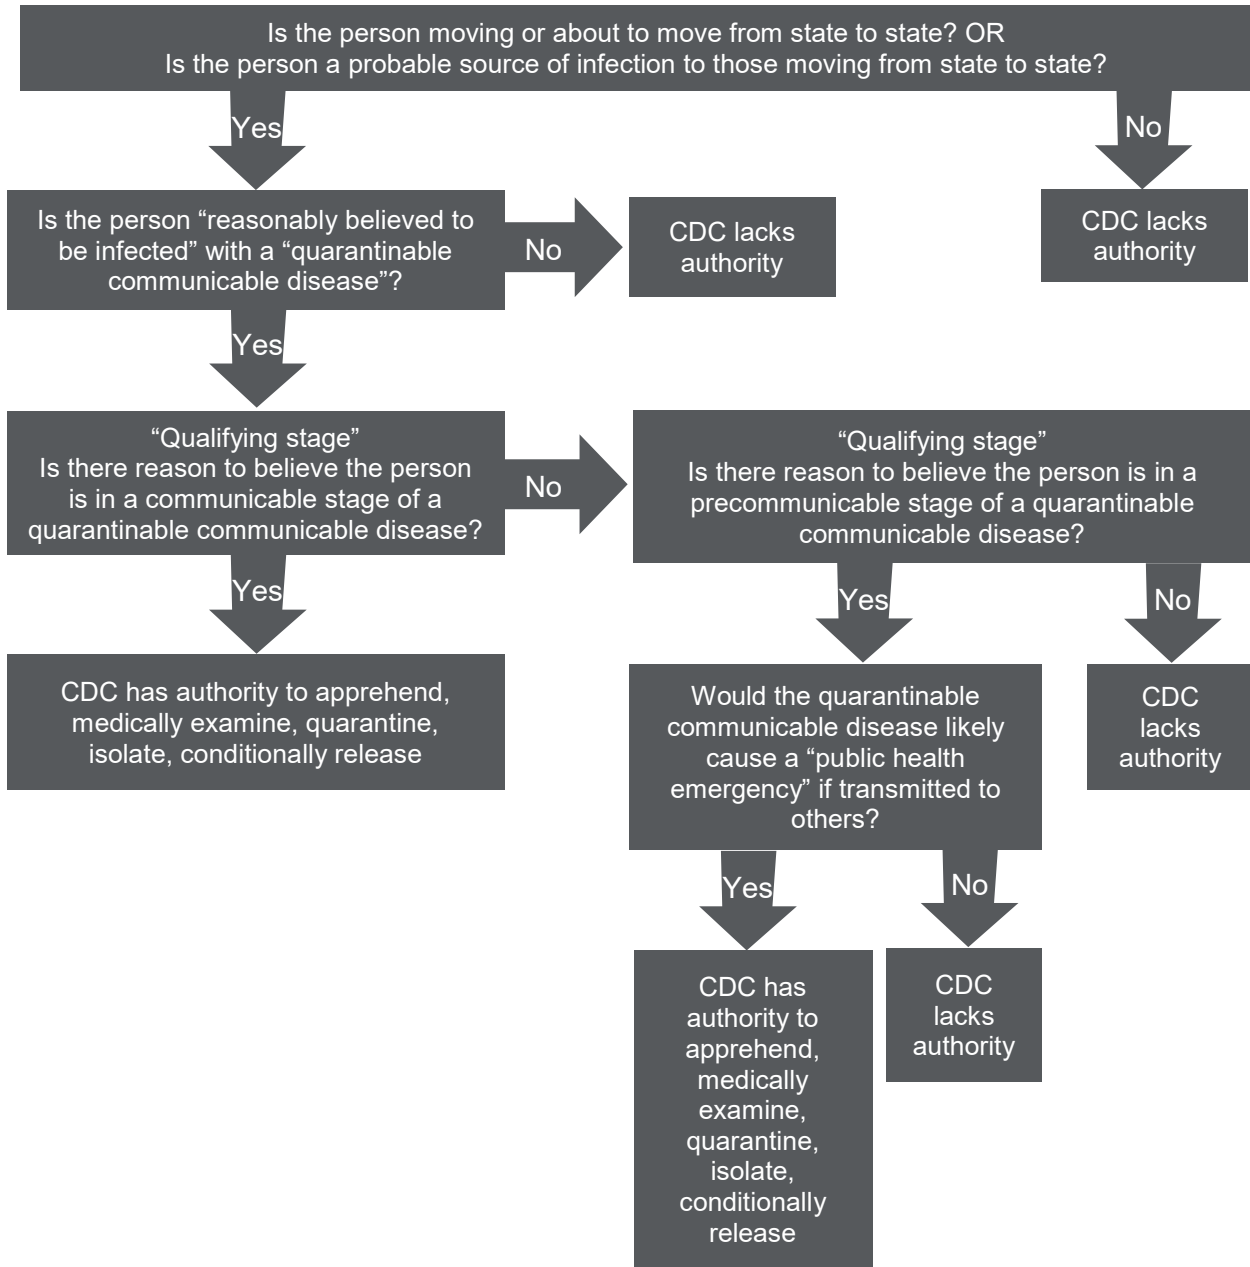 Is the person moving or about to move from state to state? OR
Is the person a probable source of infection to those moving from state to state?
Yes
No
Is the person “reasonably believed to
be infected” with a “quarantinable
communicable disease”?
No
CDC lacks
authority
CDC lacks
authority
Yes
“Qualifying stage”
Is there reason to believe the person
is in a communicable stage of a
quarantinable communicable disease?
No
“Qualifying stage”
Is there reason to believe the person is in a
precommunicable stage of a quarantinable
communicable disease?
Yes
Yes
No
CDC has authority to apprehend,
medically examine, quarantine,
isolate, conditionally release
Would the quarantinable
communicable disease likely
cause a “public health
emergency” if transmitted to
others?
CDC
lacks
authority
Yes
No
CDC has
authority to
apprehend,
medically
examine,
quarantine,
isolate,
conditionally
release
CDC
lacks
authority